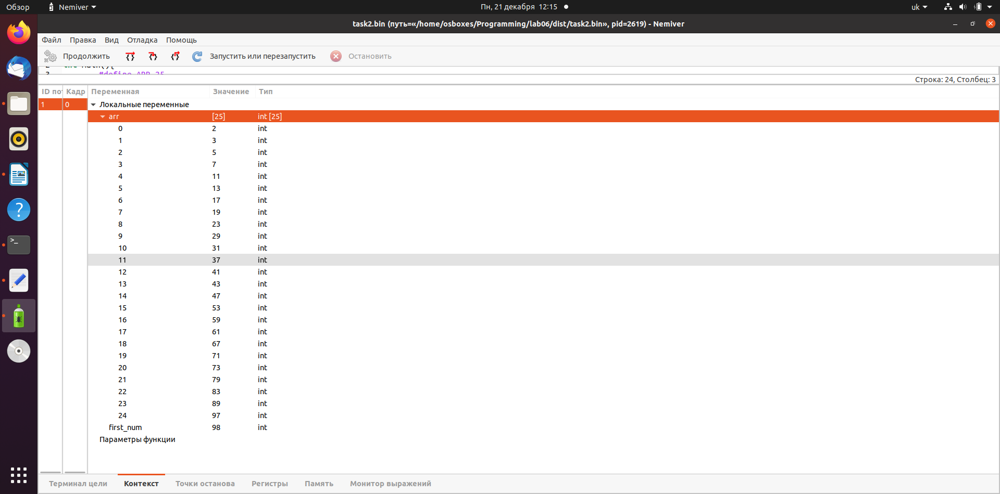 Обзор Nemiver Пн, 21 декабря 12:15 uk
task2.bin (путь=«/home/osboxes/Programming/lab06/dist/task2.bin», pid=2619) - Nemiver
Файл Правка Вид Отладка Помощь
Продолжить Запустить или перезапустить Остановить
3 #define ARR 25
Строка: 24, Столбец: 3
ID по Кадр Переменная Значение Тип
1 0 Локальные переменные
arr [25] int [25]
0 2 int
1 3 int
2 5 int
3 7 int
4 11 int
5 13 int
6 17 int
7 19 int
8 23 int
9 29 int
10 31 int
11 37 int
12 41 int
13 43 int
14 47 int
15 53 int
16 59 int
17 61 int
18 67 int
19 71 int
20 73 int
21 79 int
22 83 int
23 89 int
24 97 int
first_num 98 int
Параметры функции
Терминал цели Контекст Точки останова Регистры Память Монитор выражений